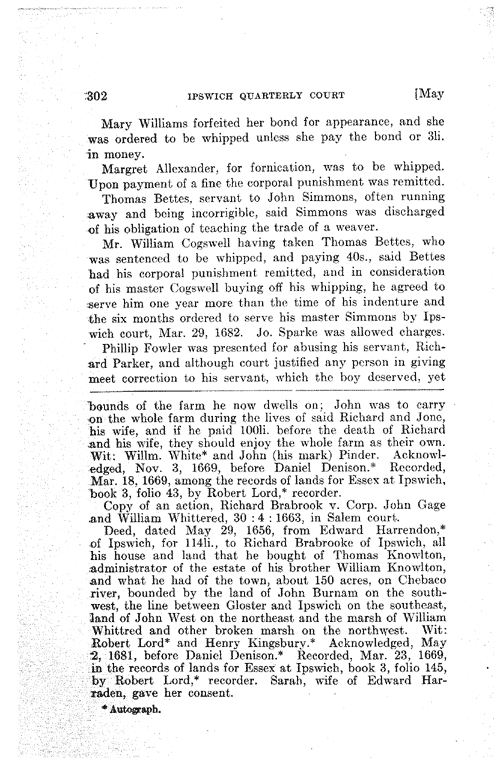 302 IPSWICH QUARTERLY COURT [May
Mary Williams forfeited her bond for appearance, and she
was ordered to be whipped unless she pay the bond or 3li.
in money.
Margret Allexander, for fornication, was to be whipped.
Upon payment of a fine the corporal punishment was remitted.
Thomas Bettes, servant to John Simmons, often running
away and being incorrigible, said Simmons was discharged
of his obligation of teaching the trade of a weaver.
Mr. William Cogswell having taken Thomas Bettes, who
was sentenced to be whipped, and paying 40s., said Bettes
had his corporal punishment remitted, and in consideration
of his master Cogswell buying off his whipping, he agreed to
serve him one year more than the time of his indenture and
the six months ordered to serve his master Simmons by Ips-
wich court, Mar. 29, 1682. Jo. Sparke was allowed charges.
Phillip Fowler was presented for abusing his servant, Rich-
ard Parker, and although court justified any person in giving
meet correction to his servant, which the boy deserved, yet
bounds of the farm he now dwells on; John was to carry
on the whole farm during the lives of said Richard and Jone,
his wife, and if he paid 100li. before the death of Richard
and his wife, they should enjoy the whole farm as their own.
Wit: Willm. White* and John (his mark) Pinder. Acknowl-
edged, Nov. 3, 1669, before Daniel Denison.* Recorded,
Mar. 18, 1669, among the records of lands for Essex at Ipswich,
book 3, folio 43, by Robert Lord,* recorder.
Copy of an action, Richard Brabrook v. Corp. John Gage
and William Whittered, 30 : 4 : 1663, in Salem court.
Deed, dated May 29, 1656, from Edward Harrendon,*
of Ipswich, for 114li., to Richard Brabrooke of Ipswich, all
his house and land that he bought of Thomas Knowlton,
administrator of the estate of his brother William Knowlton,
and what he had of the town, about 150 acres, on Chebaco
river, bounded by the land of John Burnam on the south-
west, the line between Gloster and Ipswich on the southeast,
land of John West on the northeast and the marsh of William
Whittred and other broken marsh on the northwest. Wit:
Robert Lord* and Henry Kingsbury.* Acknowledged, May
2, 1681, before Daniel Denison.* Recorded, Mar. 23, 1669,
in the records of lands for Essex at Ipswich, book 3, folio 145,
by Robert Lord,* recorder. Sarah, wife of Edward Har-
raden, gave her consent.
* Autograph.